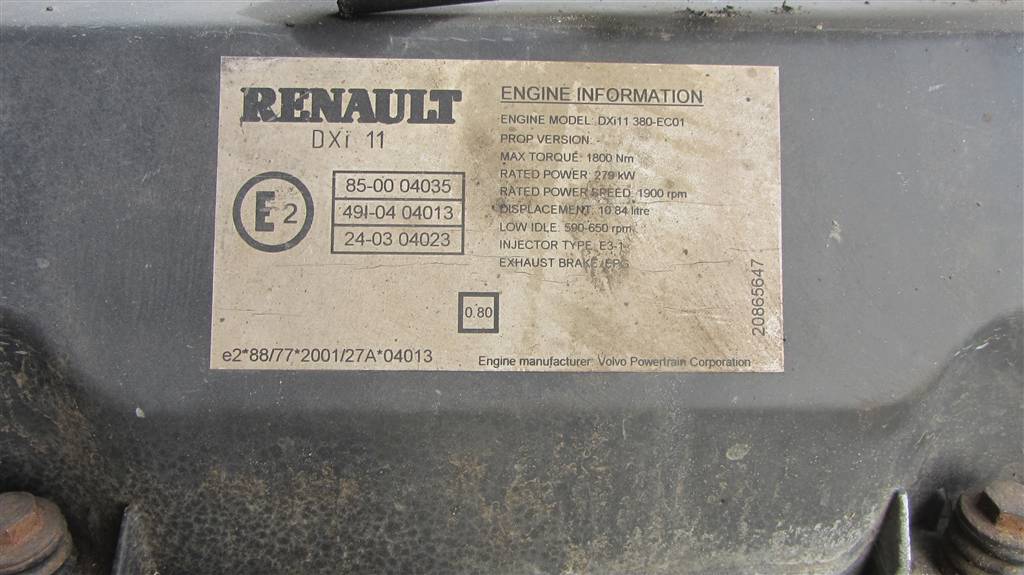 RENAULT
DXi 11
E2
85-00 04035
49I-04 04013
24-03 04023
0.80
e2*88/77*2001/27A*04013
ENGINE INFORMATION
ENGINE MODEL: DXi11 380-EC01
PROP VERSION: -
MAX TORQUE: 1800 Nm
RATED POWER: 279 kW
RATED POWER SPEED: 1900 rpm
DISPLACEMENT: 10.84 litre
LOW IDLE: 590-650 rpm
INJECTOR TYPE: E3-1
EXHAUST BRAKE: EPG
20865647
Engine manufacturer: Volvo Powertrain Corporation